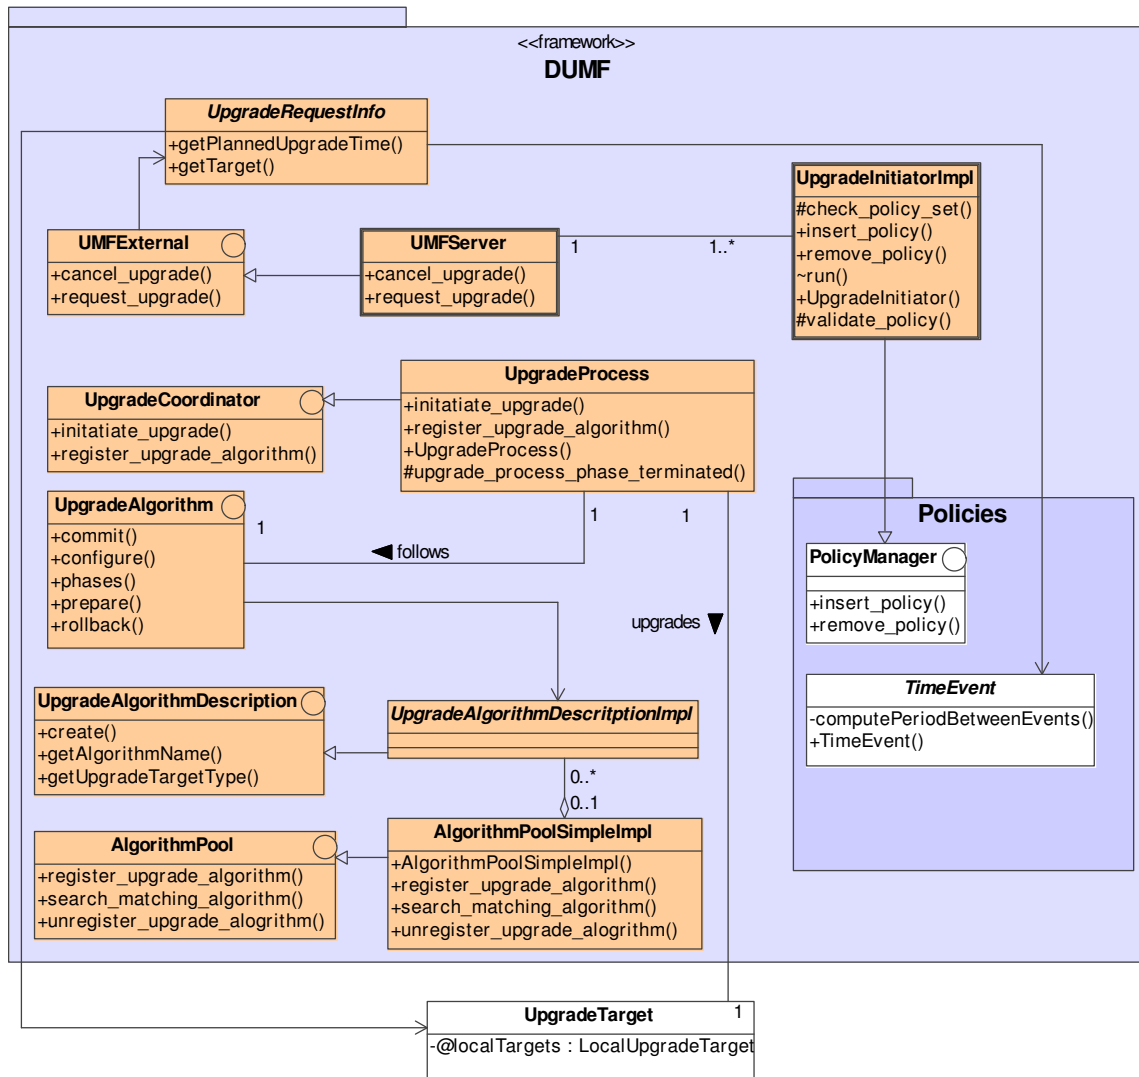 <<framework>>
DUMF
UpgradeRequestInfo
+getPlannedUpgradeTime()
+getTarget()
UpgradeInitiatorImpl
#check_policy_set()
+insert_policy()
+remove_policy()
~run()
+UpgradeInitiator()
#validate_policy()
UMFExternal
+cancel_upgrade()
+request_upgrade()
UMFServer
+cancel_upgrade()
+request_upgrade()
1
1..*
UpgradeCoordinator
+initatiate_upgrade()
+register_upgrade_algorithm()
UpgradeProcess
+initatiate_upgrade()
+register_upgrade_algorithm()
+UpgradeProcess()
#upgrade_process_phase_terminated()
UpgradeAlgorithm
+commit()
+configure()
+phases()
+prepare()
+rollback()
1
1
1
follows
upgrades
Policies
PolicyManager
+insert_policy()
+remove_policy()
TimeEvent
-computePeriodBetweenEvents()
+TimeEvent()
UpgradeAlgorithmDescription
+create()
+getAlgorithmName()
+getUpgradeTargetType()
UpgradeAlgorithmDescritptionImpl
0..*
0..1
AlgorithmPool
+register_upgrade_algorithm()
+search_matching_algorithm()
+unregister_upgrade_alogrithm()
AlgorithmPoolSimpleImpl
+AlgorithmPoolSimpleImpl()
+register_upgrade_algorithm()
+search_matching_algorithm()
+unregister_upgrade_alogrithm()
UpgradeTarget
1
-@localTargets : LocalUpgradeTarget